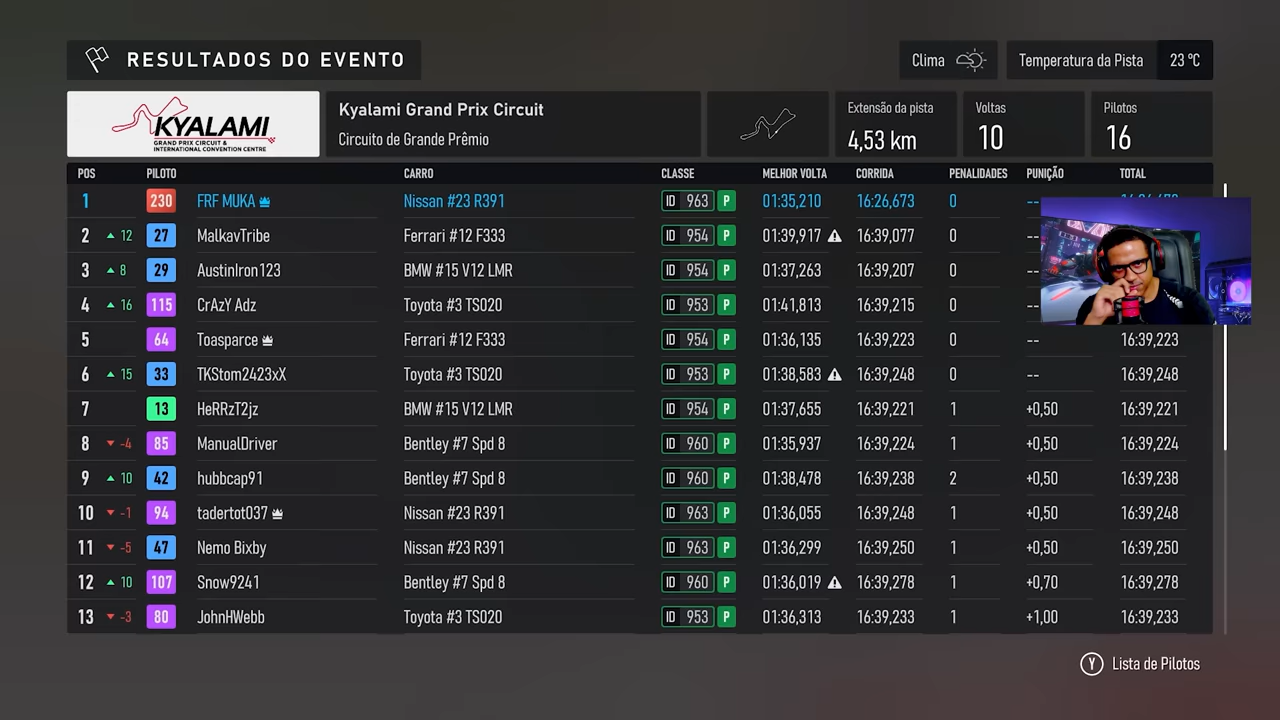 RESULTADOS DO EVENTO
Clima
Temperatura da Pista 23 ºC
KYALAMI
GRAND PRIX CIRCUIT &
INTERNATIONAL CONVENTION CENTRE
Kyalami Grand Prix Circuit
Circuito de Grande Prêmio
Extensão da pista
4,53 km
Voltas
10
Pilotos
16
POS PILOTO CARRO CLASSE MELHOR VOLTA CORRIDA PENALIDADES PUNIÇÃO TOTAL
1 230 FRF MUKA Nissan #23 R391 ID 963 P 01:35,210 16:26,673 0 --
2 12 27 MalkavTribe Ferrari #12 F333 ID 954 P 01:39,917 16:39,077 0 --
3 8 29 AustinIron123 BMW #15 V12 LMR ID 954 P 01:37,263 16:39,207 0 --
4 16 115 CrAzY Adz Toyota #3 TS020 ID 953 P 01:41,813 16:39,215 0 --
5 64 Toasparce Ferrari #12 F333 ID 954 P 01:36,135 16:39,223 0 -- 16:39,223
6 15 33 TKStom2423xX Toyota #3 TS020 ID 953 P 01:38,583 16:39,248 0 -- 16:39,248
7 13 HeRRzT2jz BMW #15 V12 LMR ID 954 P 01:37,655 16:39,221 1 +0,50 16:39,221
8 -4 85 ManualDriver Bentley #7 Spd 8 ID 960 P 01:35,937 16:39,224 1 +0,50 16:39,224
9 10 42 hubbcap91 Bentley #7 Spd 8 ID 960 P 01:38,478 16:39,238 2 +0,50 16:39,238
10 -1 94 tadertot037 Nissan #23 R391 ID 963 P 01:36,055 16:39,248 1 +0,50 16:39,248
11 -5 47 Nemo Bixby Nissan #23 R391 ID 963 P 01:36,299 16:39,250 1 +0,50 16:39,250
12 10 107 Snow9241 Bentley #7 Spd 8 ID 960 P 01:36,019 16:39,278 1 +0,70 16:39,278
13 -3 80 JohnHWebb Toyota #3 TS020 ID 953 P 01:36,313 16:39,233 1 +1,00 16:39,233
Y Lista de Pilotos